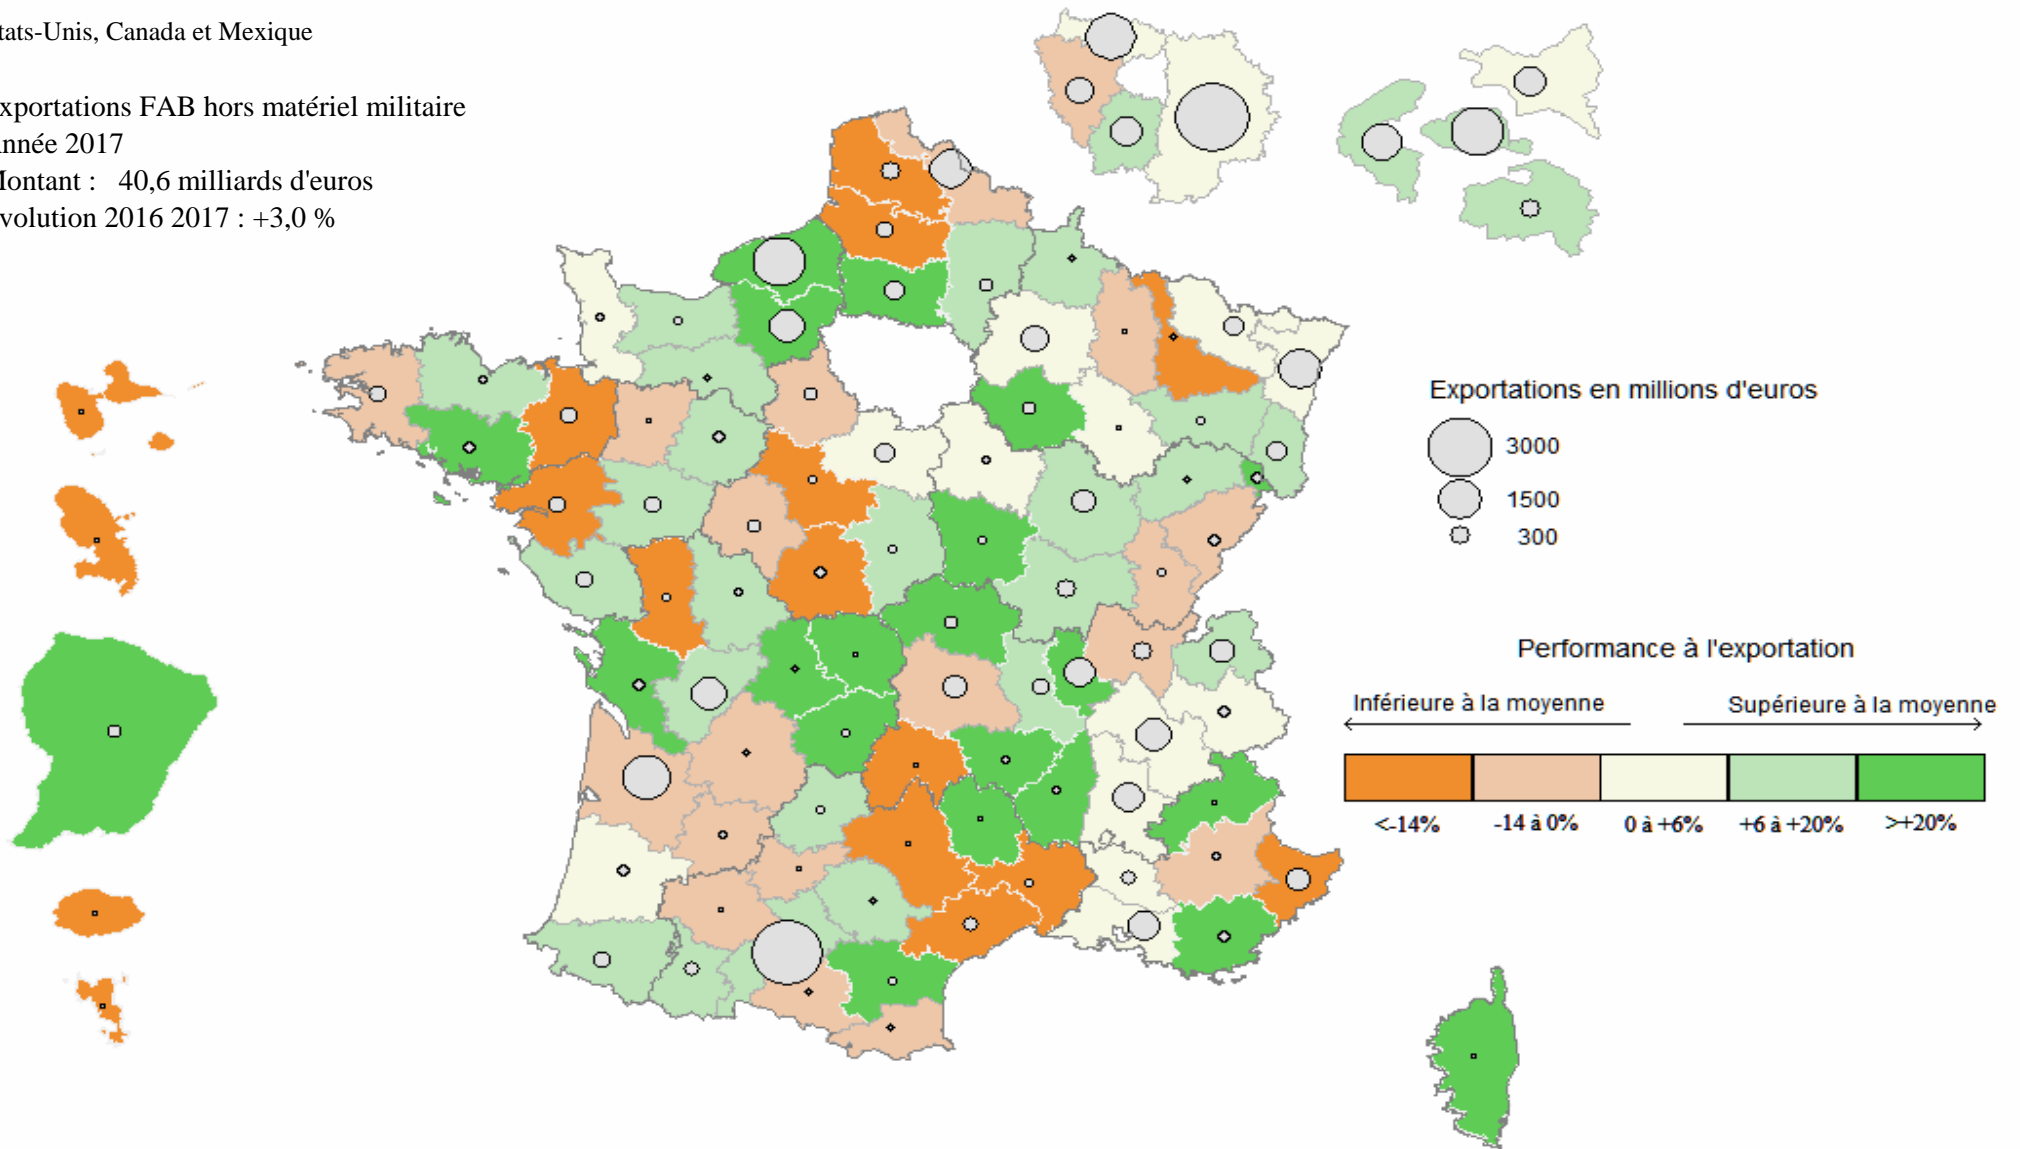 tats-Unis, Canada et Mexique
xportations FAB hors matériel militaire
nnée 2017
Montant : 40,6 milliards d'euros
volution 2016 2017 : +3,0 %
Exportations en millions d'euros
3000
1500
300
Performance à l'exportation
Inférieure à la moyenne
Supérieure à la moyenne
<-14%
-14 à 0%
0 à +6%
+6 à +20%
>+20%